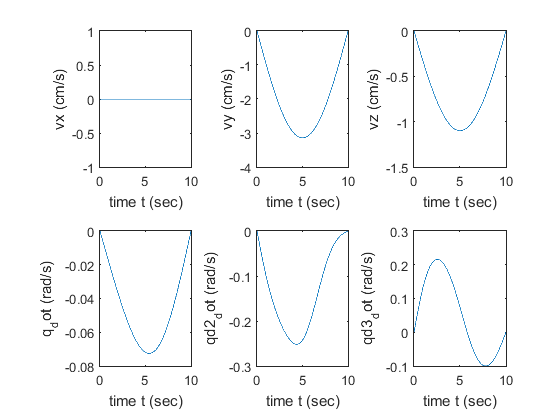 vx (cm/s)
1
0.5
0
-0.5
-1
0 5 10
time t (sec)
vy (cm/s)
0
-1
-2
-3
-4
0 5 10
time t (sec)
vz (cm/s)
0
-0.5
-1
-1.5
0 5 10
time t (sec)
q_dot (rad/s)
0
-0.02
-0.04
-0.06
-0.08
0 5 10
time t (sec)
qd2_dot (rad/s)
0
-0.1
-0.2
-0.3
0 5 10
time t (sec)
qd3_dot (rad/s)
0.3
0.2
0.1
0
-0.1
0 5 10
time t (sec)